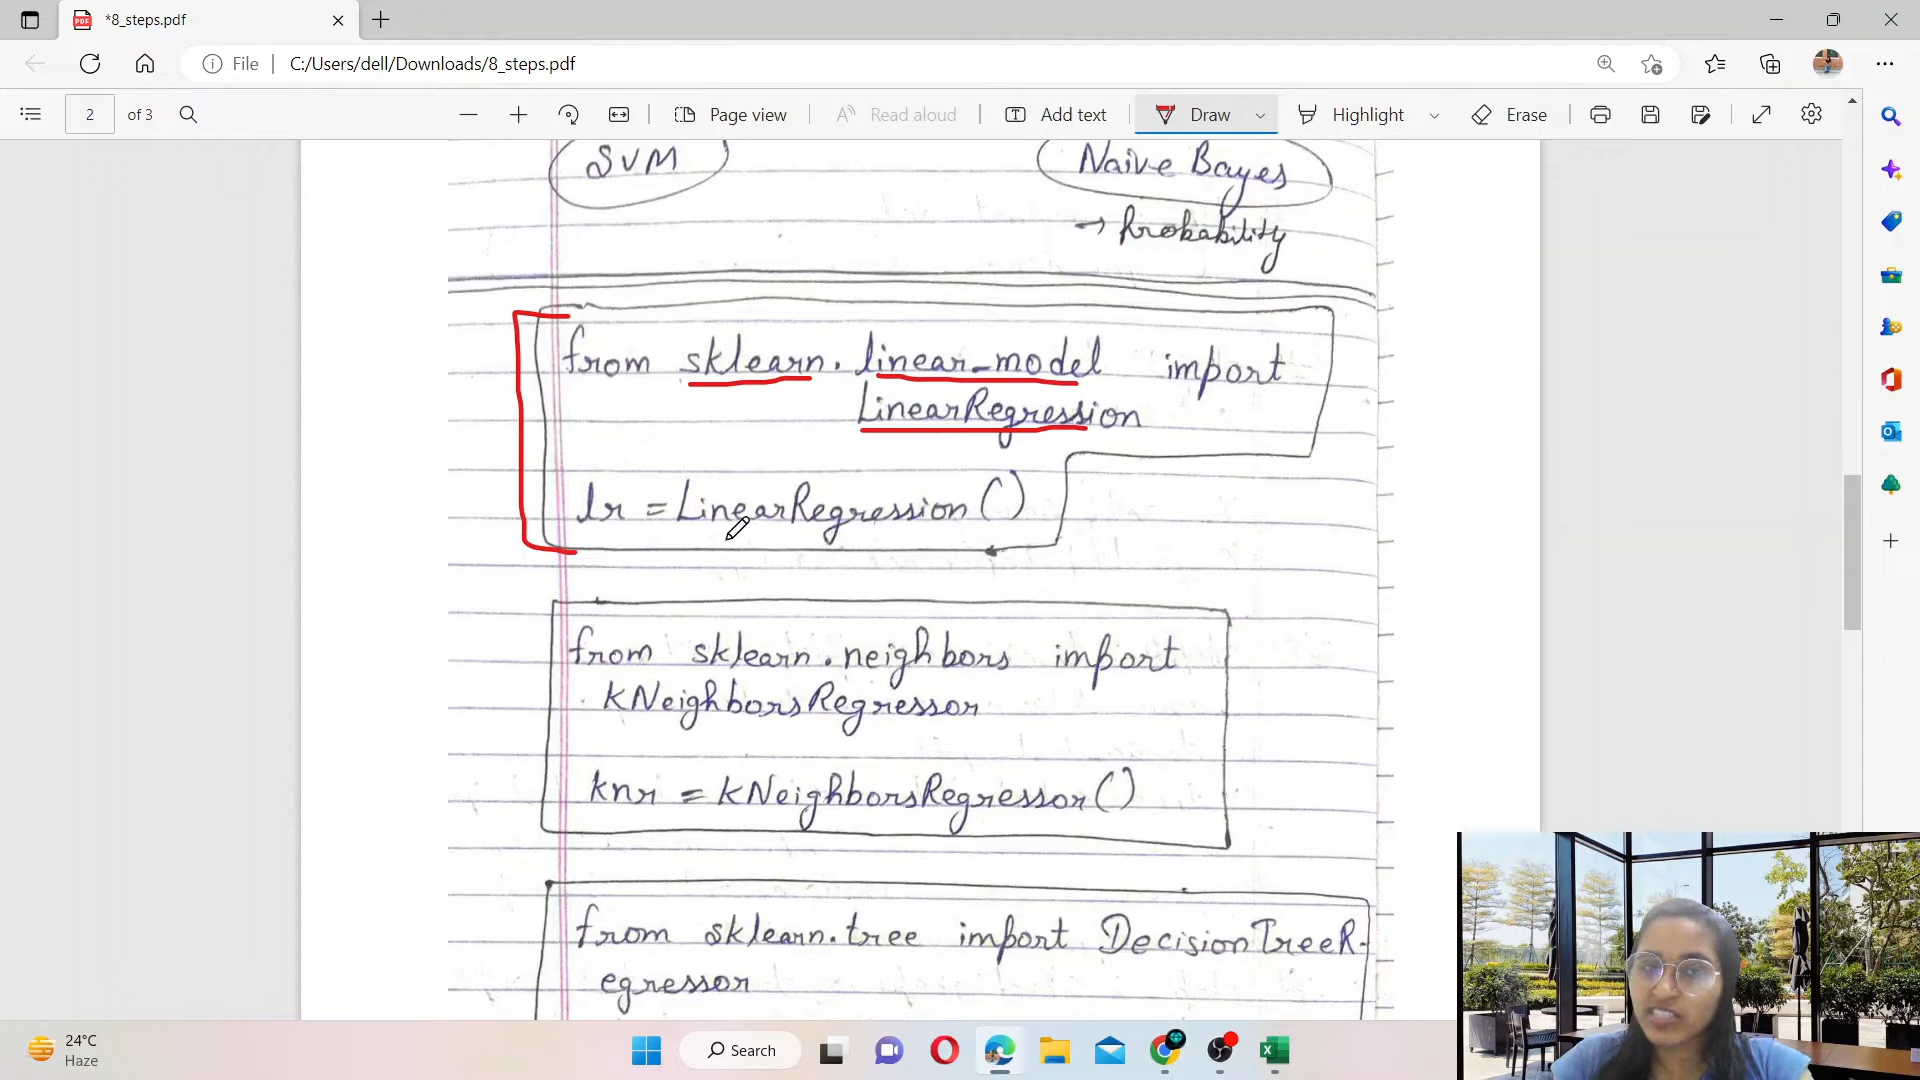 *8_steps.pdf
File
C:/Users/dell/Downloads/8_steps.pdf
2 of 3
Page view
Read aloud
Add text
Draw
Highlight
Erase
SVM
Naive Bayes
→ Probability
from sklearn.linear_model import
LinearRegression
lr = LinearRegression()
from sklearn.neighbors import
KNeighborsRegressor
knr = KNeighborsRegressor()
from sklearn.tree import DecisionTreeR-
egressor
24°C
Haze
Search